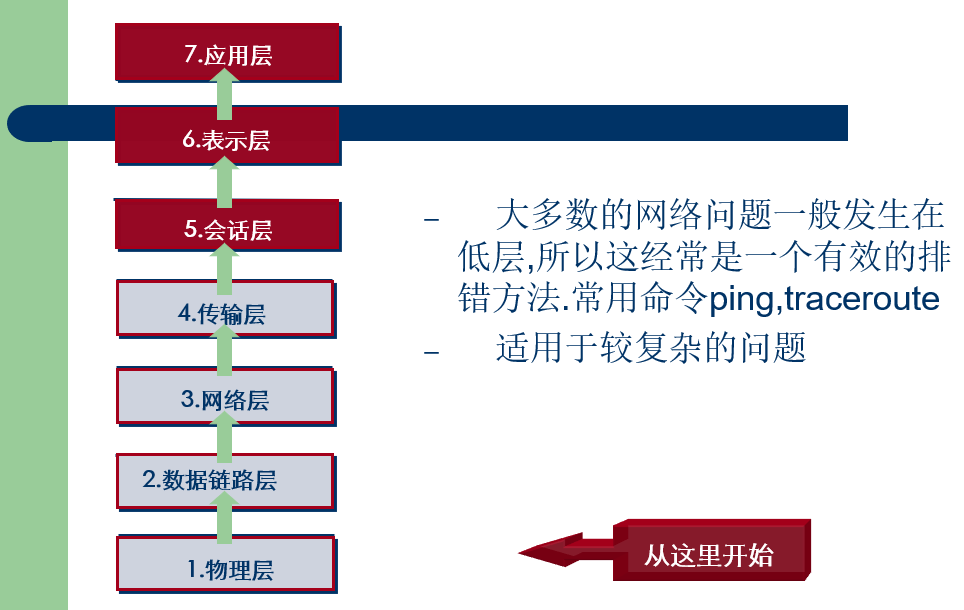 7.应用层
6.表示层
5.会话层
4.传输层
3.网络层
2.数据链路层
1.物理层
– 大多数的网络问题一般发生在
低层,所以这经常是一个有效的排
错方法.常用命令ping,traceroute
– 适用于较复杂的问题
从这里开始